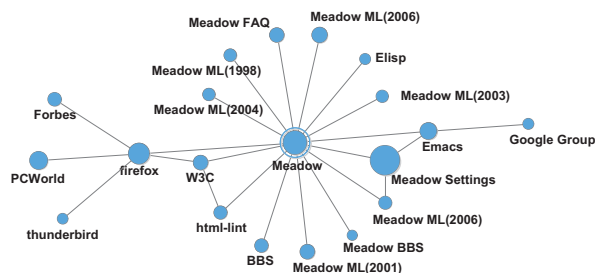 Meadow FAQ
Meadow ML(2006)
Elisp
Meadow ML(1998)
Meadow ML(2004)
Meadow ML(2003)
Forbes
Google Group
Emacs
firefox
Meadow
PCWorld
W3C
Meadow Settings
Meadow ML(2006)
html-lint
thunderbird
Meadow BBS
BBS
Meadow ML(2001)